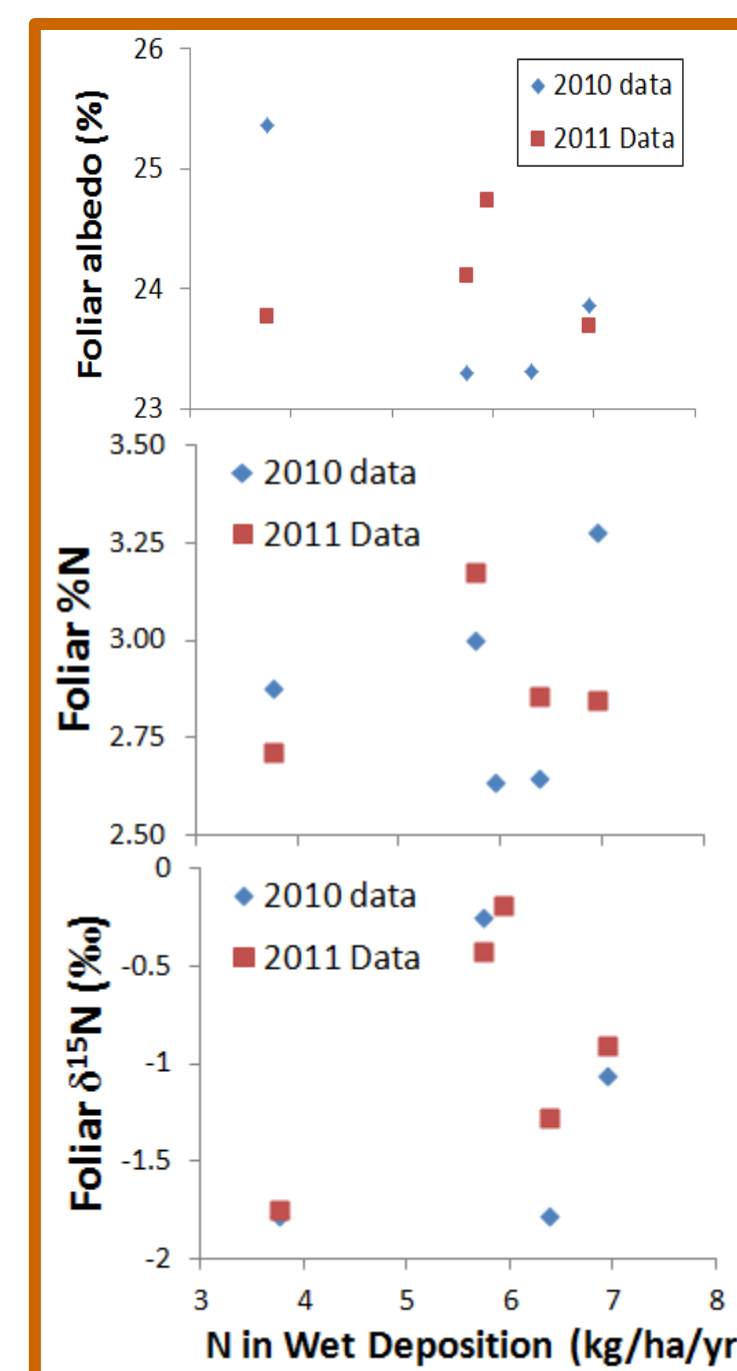 26
25
24
23
Foliar albedo (%)
2010 data
2011 Data
3.50
3.25
3.00
2.75
2.50
Foliar %N
2010 data
2011 Data
0
-0.5
-1
-1.5
-2
Foliar δ¹⁵N (‰)
2010 data
2011 Data
3 4 5 6 7 8
N in Wet Deposition (kg/ha/yr